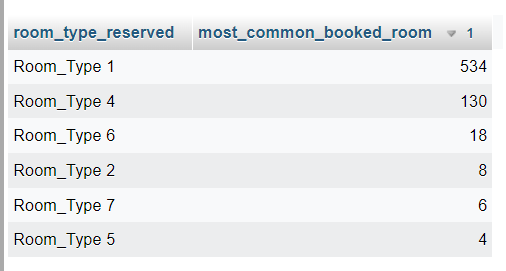 room_type_reserved most_common_booked_room 1
Room_Type 1 534
Room_Type 4 130
Room_Type 6 18
Room_Type 2 8
Room_Type 7 6
Room_Type 5 4